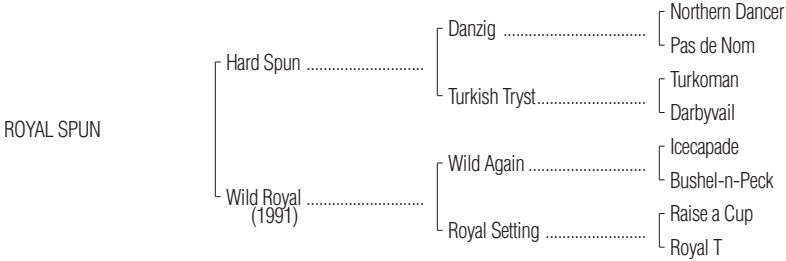 Northern Dancer
Danzig ..................................
Pas de Nom
Hard Spun ............................
Turkoman
Turkish Tryst..........................
Darbyvail
ROYAL SPUN
Icecapade
Wild Again ............................
Bushel-n-Peck
Wild Royal ............................
(1991)
Raise a Cup
Royal Setting ........................
Royal T